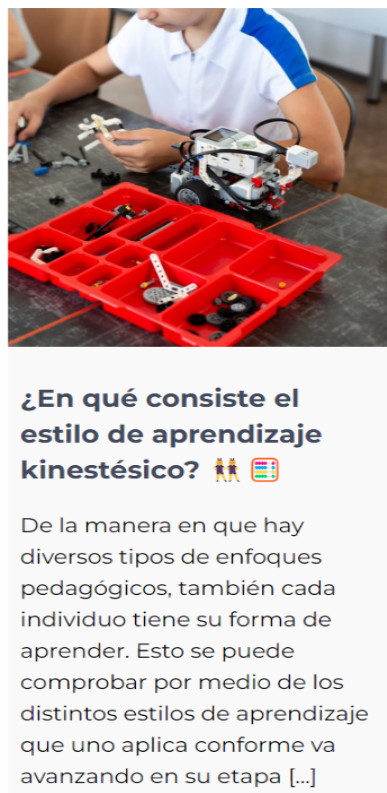 ¿En qué consiste el
estilo de aprendizaje
kinestésico? 👯 🧮
De la manera en que hay
diversos tipos de enfoques
pedagógicos, también cada
individuo tiene su forma de
aprender. Esto se puede
comprobar por medio de los
distintos estilos de aprendizaje
que uno aplica conforme va
avanzando en su etapa [...]